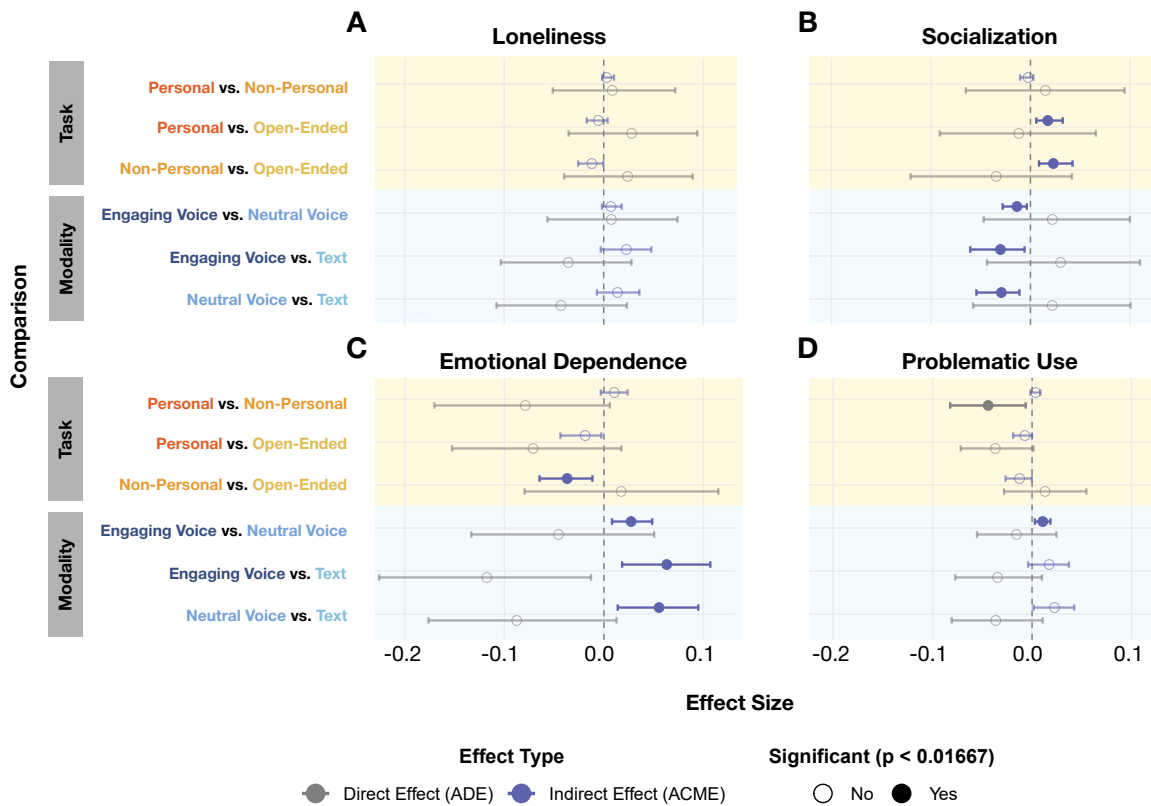 A
Loneliness
B
Socialization
Comparison
Task
Personal vs. Non-Personal
Personal vs. Open-Ended
Non-Personal vs. Open-Ended
Modality
Engaging Voice vs. Neutral Voice
Engaging Voice vs. Text
Neutral Voice vs. Text
C
Emotional Dependence
D
Problematic Use
Task
Personal vs. Non-Personal
Personal vs. Open-Ended
Non-Personal vs. Open-Ended
Modality
Engaging Voice vs. Neutral Voice
Engaging Voice vs. Text
Neutral Voice vs. Text
-0.2 -0.1 0.0 0.1 -0.2 -0.1 0.0 0.1
Effect Size
Effect Type
Significant (p < 0.01667)
Direct Effect (ADE) Indirect Effect (ACME) No Yes